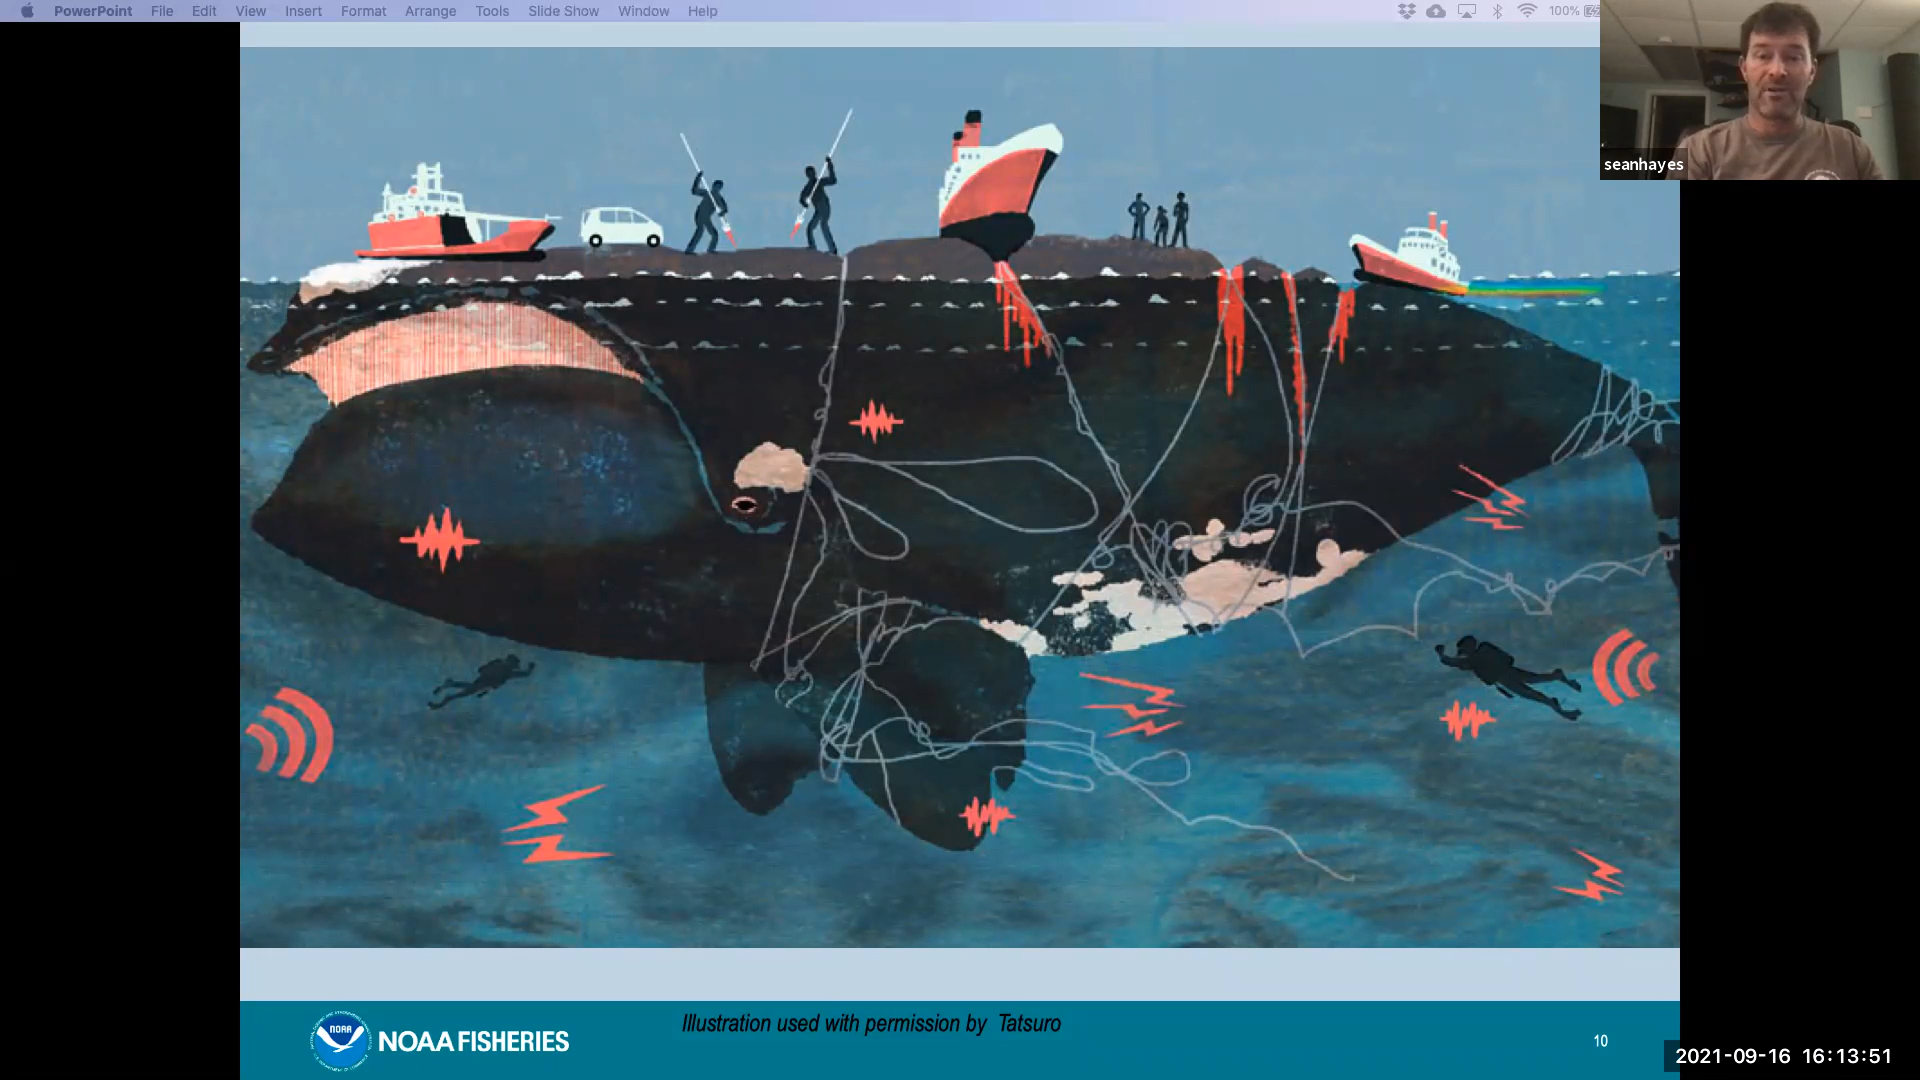 PowerPoint File Edit View Insert Format Arrange Tools Slide Show Window Help 100%
seanhayes
NOAA
NOAA FISHERIES
Illustration used with permission by Tatsuro
10
2021-09-16 16:13:51